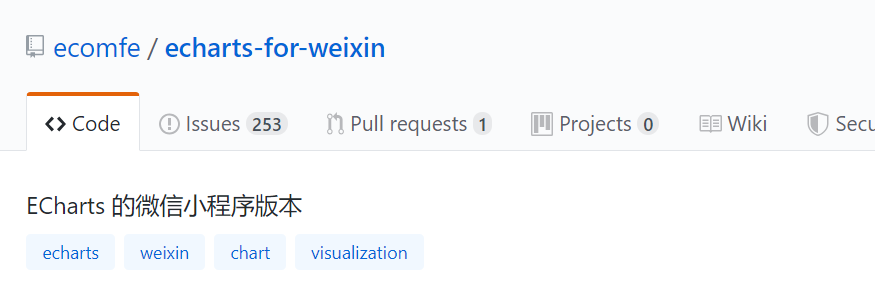 ecomfe / echarts-for-weixin
Code Issues 253 Pull requests 1 Projects 0 Wiki Secu
ECharts 的微信小程序版本
echarts weixin chart visualization